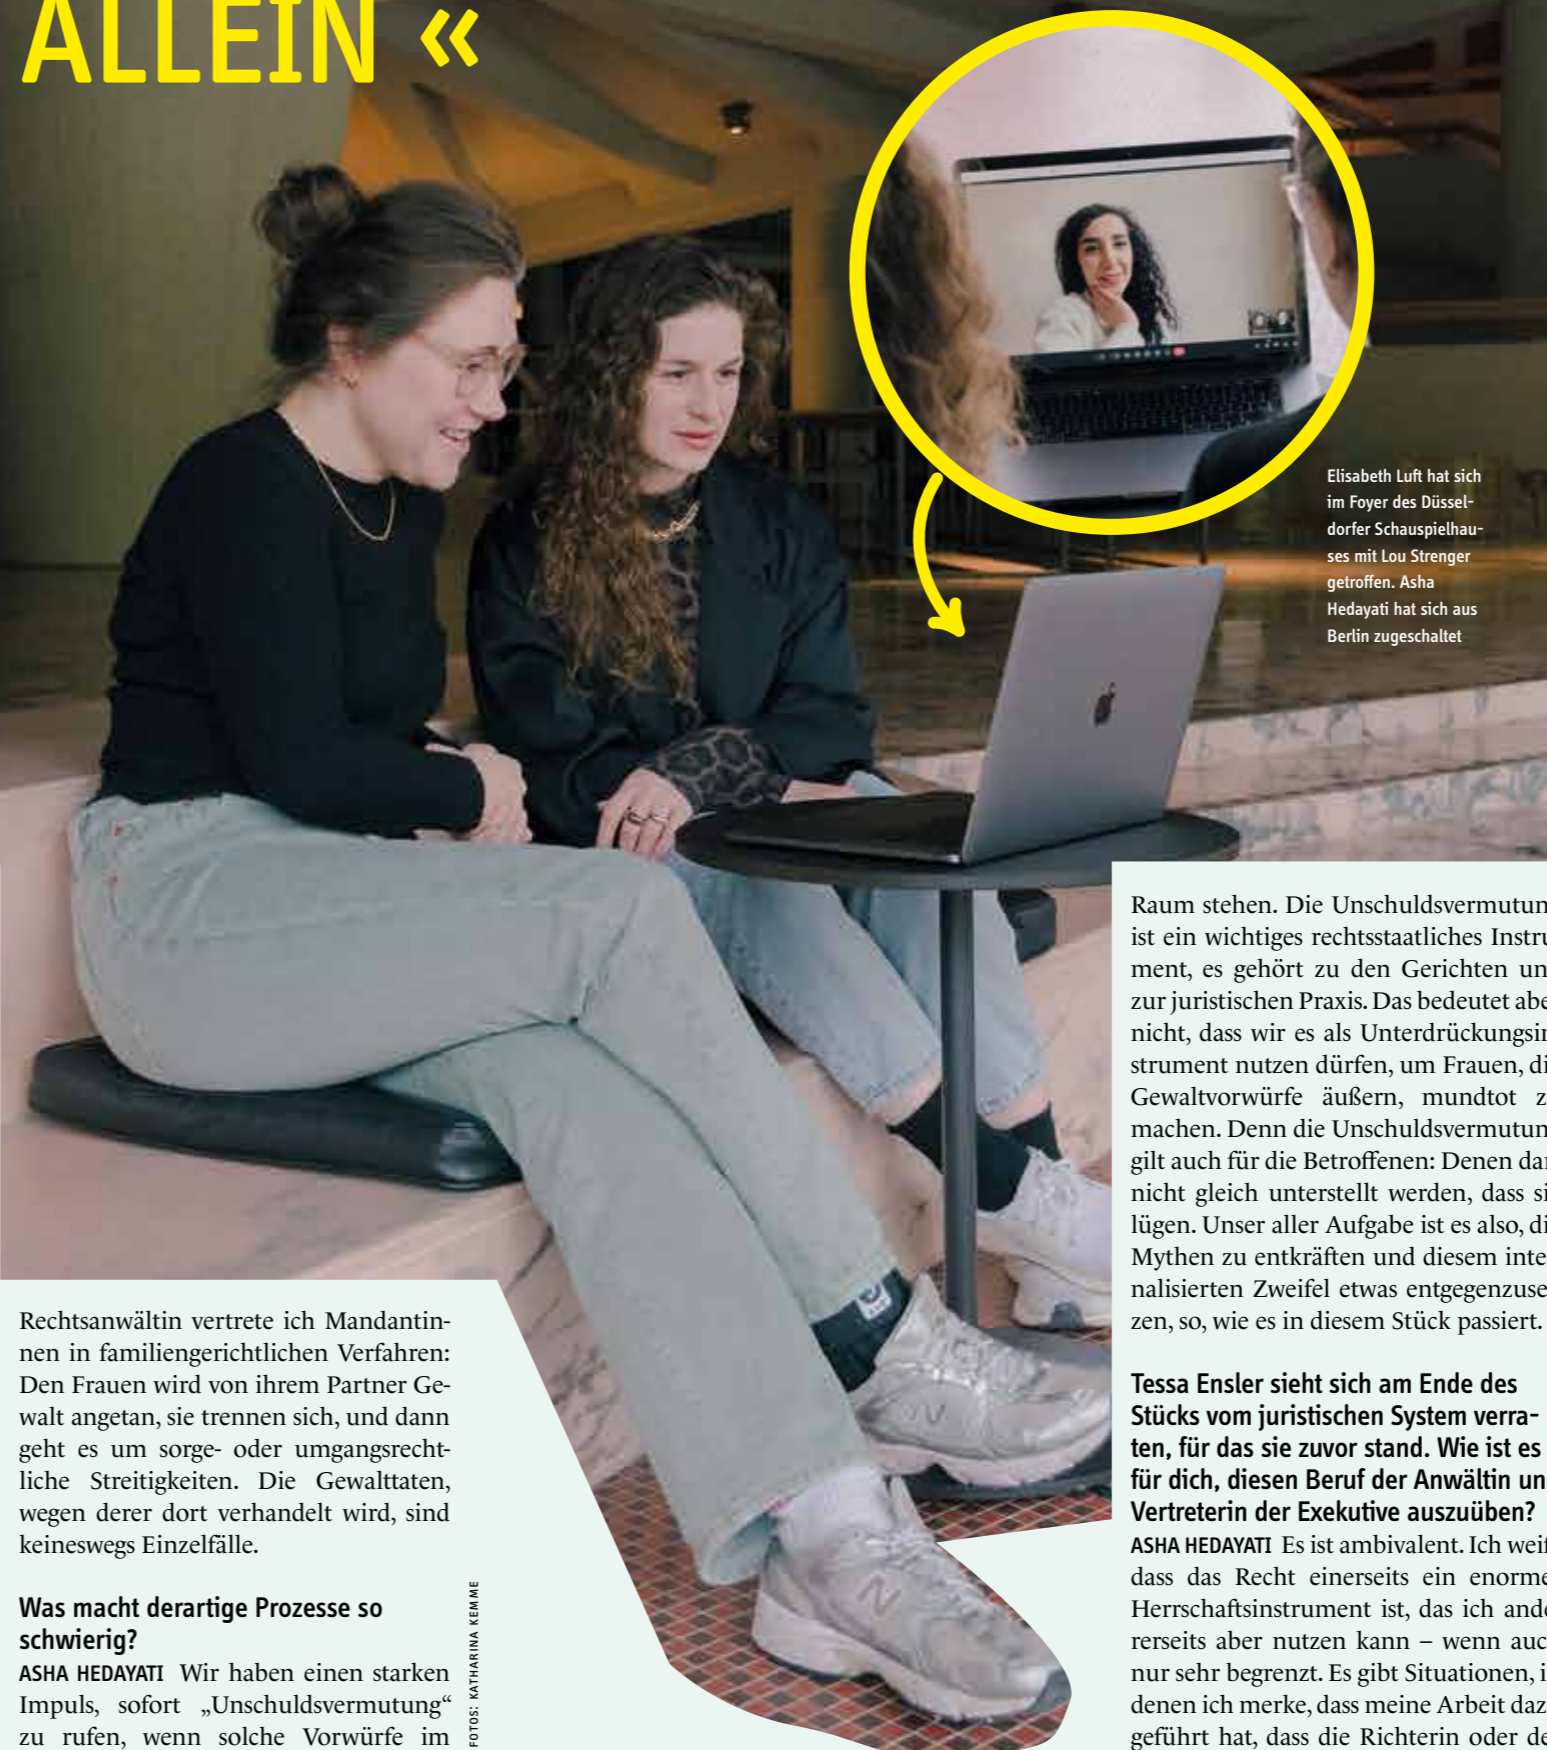 ALLEIN «
Elisabeth Luft hat sich
im Foyer des Düssel-
dorfer Schauspielhau-
ses mit Lou Strenger
getroffen. Asha
Hedayati hat sich aus
Berlin zugeschaltet
Rechtsanwältin vertrete ich Mandantin-
nen in familiengerichtlichen Verfahren:
Den Frauen wird von ihrem Partner Ge-
walt angetan, sie trennen sich, und dann
geht es um sorge- oder umgangsrecht-
liche Streitigkeiten. Die Gewalttaten,
wegen derer dort verhandelt wird, sind
keineswegs Einzelfälle.
Was macht derartige Prozesse so
schwierig?
ASHA HEDAYATI Wir haben einen starken
Impuls, sofort „Unschuldsvermutung“
zu rufen, wenn solche Vorwürfe im
FOTOS: KATHARINA KEMME
Raum stehen. Die Unschuldsvermutun
ist ein wichtiges rechtsstaatliches Instru
ment, es gehört zu den Gerichten un
zur juristischen Praxis. Das bedeutet abe
nicht, dass wir es als Unterdrückungsin
strument nutzen dürfen, um Frauen, di
Gewaltvorwürfe äußern, mundtot z
machen. Denn die Unschuldsvermutun
gilt auch für die Betroffenen: Denen dar
nicht gleich unterstellt werden, dass si
lügen. Unser aller Aufgabe ist es also, di
Mythen zu entkräften und diesem inte
nalisierten Zweifel etwas entgegenzuse
zen, so, wie es in diesem Stück passiert.
Tessa Ensler sieht sich am Ende des
Stücks vom juristischen System verra-
ten, für das sie zuvor stand. Wie ist es
für dich, diesen Beruf der Anwältin un
Vertreterin der Exekutive auszuüben?
ASHA HEDAYATI Es ist ambivalent. Ich weiß
dass das Recht einerseits ein enorme
Herrschaftsinstrument ist, das ich ande
rerseits aber nutzen kann – wenn auc
nur sehr begrenzt. Es gibt Situationen, i
denen ich merke, dass meine Arbeit daz
geführt hat, dass die Richterin oder de
N
N